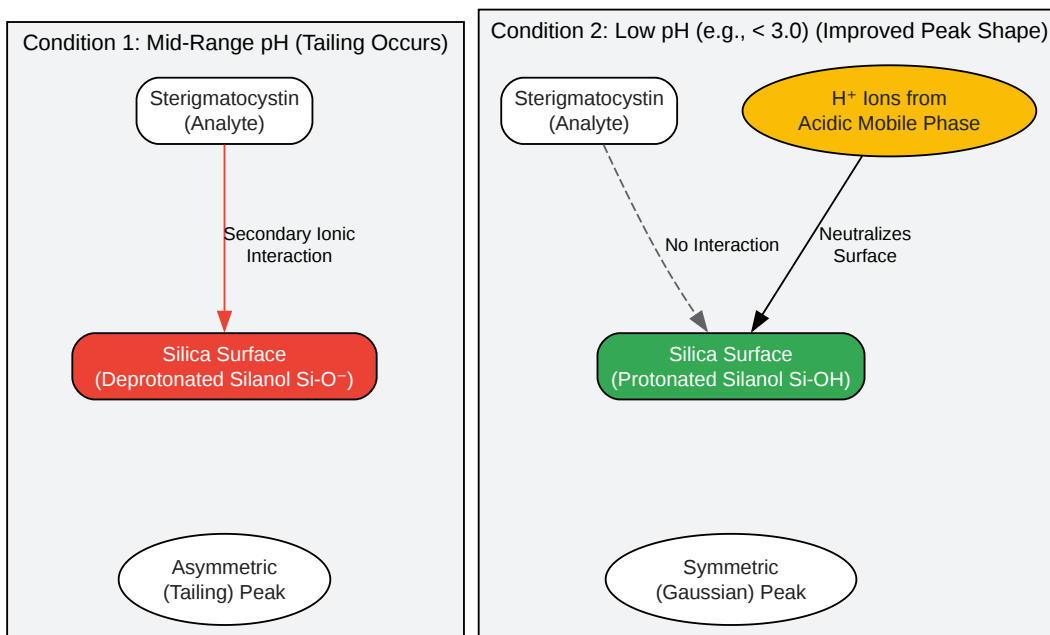 Condition 1: Mid-Range pH (Tailing Occurs)
Sterigmatocystin
(Analyte)
Secondary Ionic
Interaction
Silica Surface
(Deprotonated Silanol Si-O⁻)
Asymmetric
(Tailing) Peak
Condition 2: Low pH (e.g., < 3.0) (Improved Peak Shape)
Sterigmatocystin
(Analyte)
H⁺ Ions from
Acidic Mobile Phase
No Interaction
Neutralizes
Surface
Silica Surface
(Protonated Silanol Si-OH)
Symmetric
(Gaussian) Peak